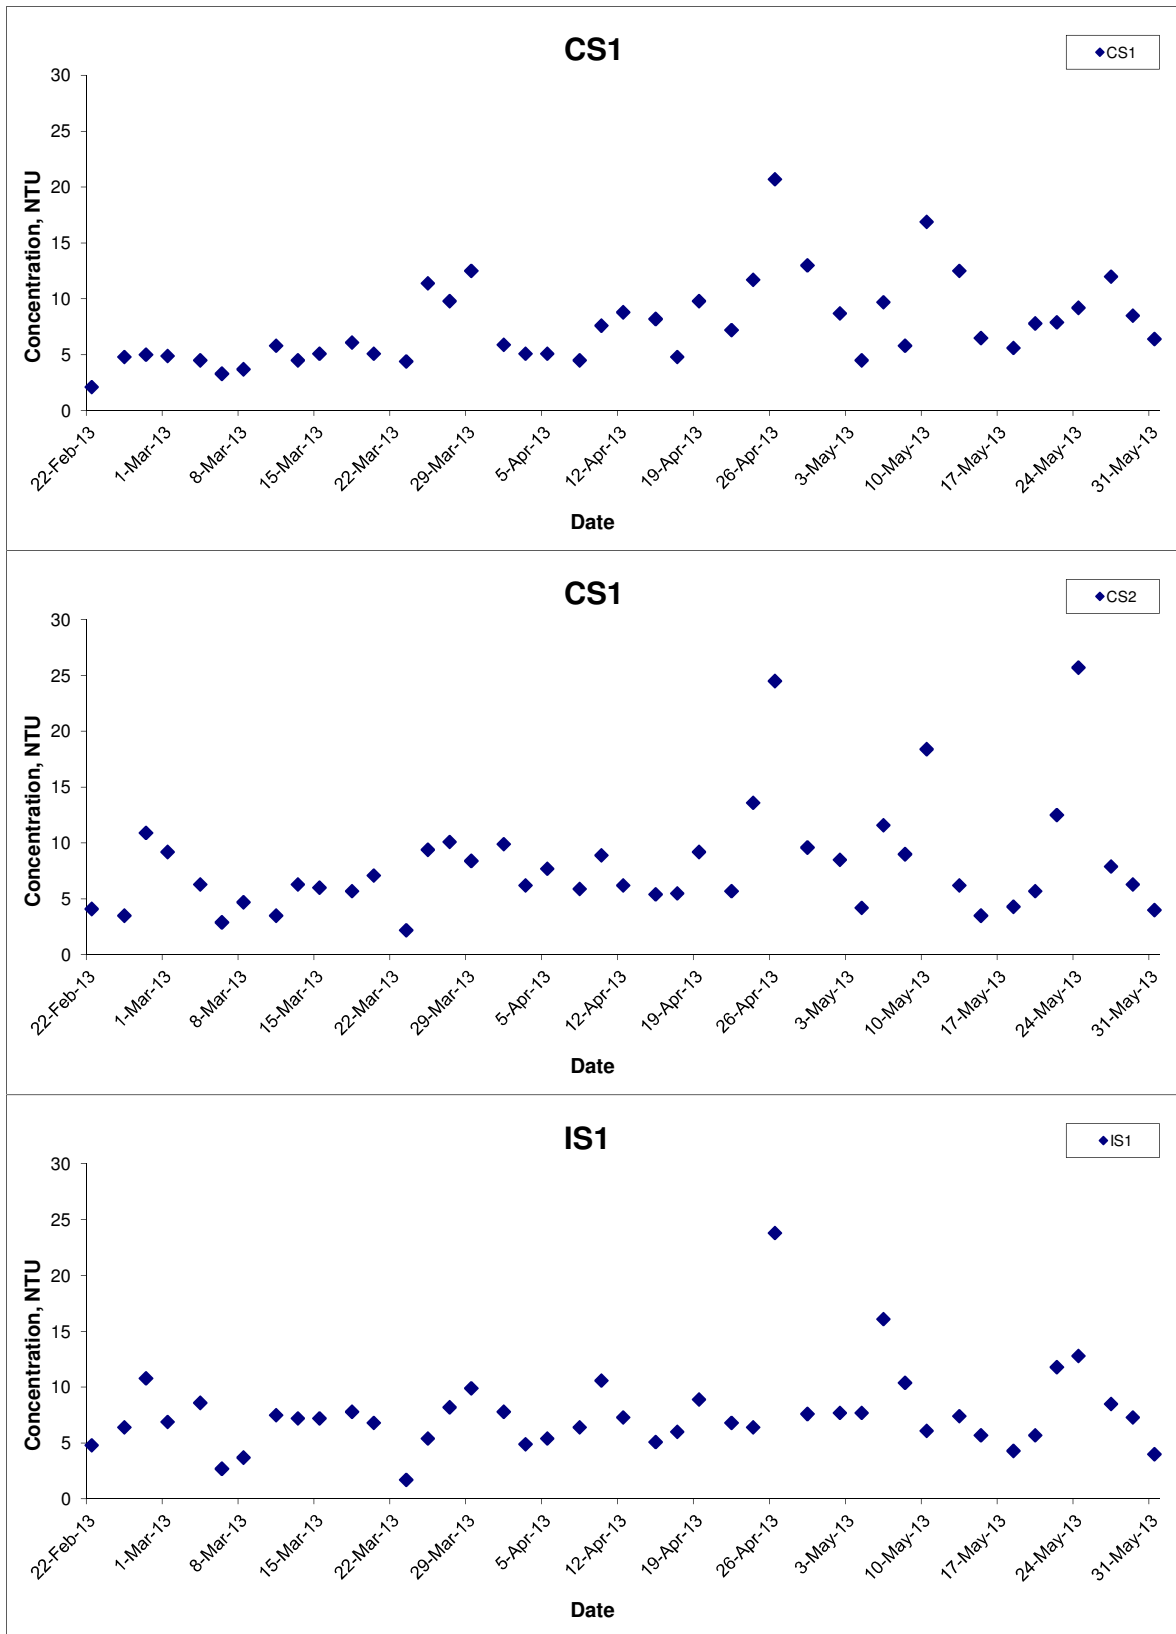 CS1
CS1
30
25
20
15
10
5
0
Concentration, NTU
22-Feb-13
1-Mar-13
8-Mar-13
15-Mar-13
22-Mar-13
29-Mar-13
5-Apr-13
12-Apr-13
19-Apr-13
26-Apr-13
3-May-13
10-May-13
17-May-13
24-May-13
31-May-13
Date
CS1
CS2
30
25
20
15
10
5
0
Concentration, NTU
22-Feb-13
1-Mar-13
8-Mar-13
15-Mar-13
22-Mar-13
29-Mar-13
5-Apr-13
12-Apr-13
19-Apr-13
26-Apr-13
3-May-13
10-May-13
17-May-13
24-May-13
31-May-13
Date
IS1
IS1
30
25
20
15
10
5
0
Concentration, NTU
22-Feb-13
1-Mar-13
8-Mar-13
15-Mar-13
22-Mar-13
29-Mar-13
5-Apr-13
12-Apr-13
19-Apr-13
26-Apr-13
3-May-13
10-May-13
17-May-13
24-May-13
31-May-13
Date